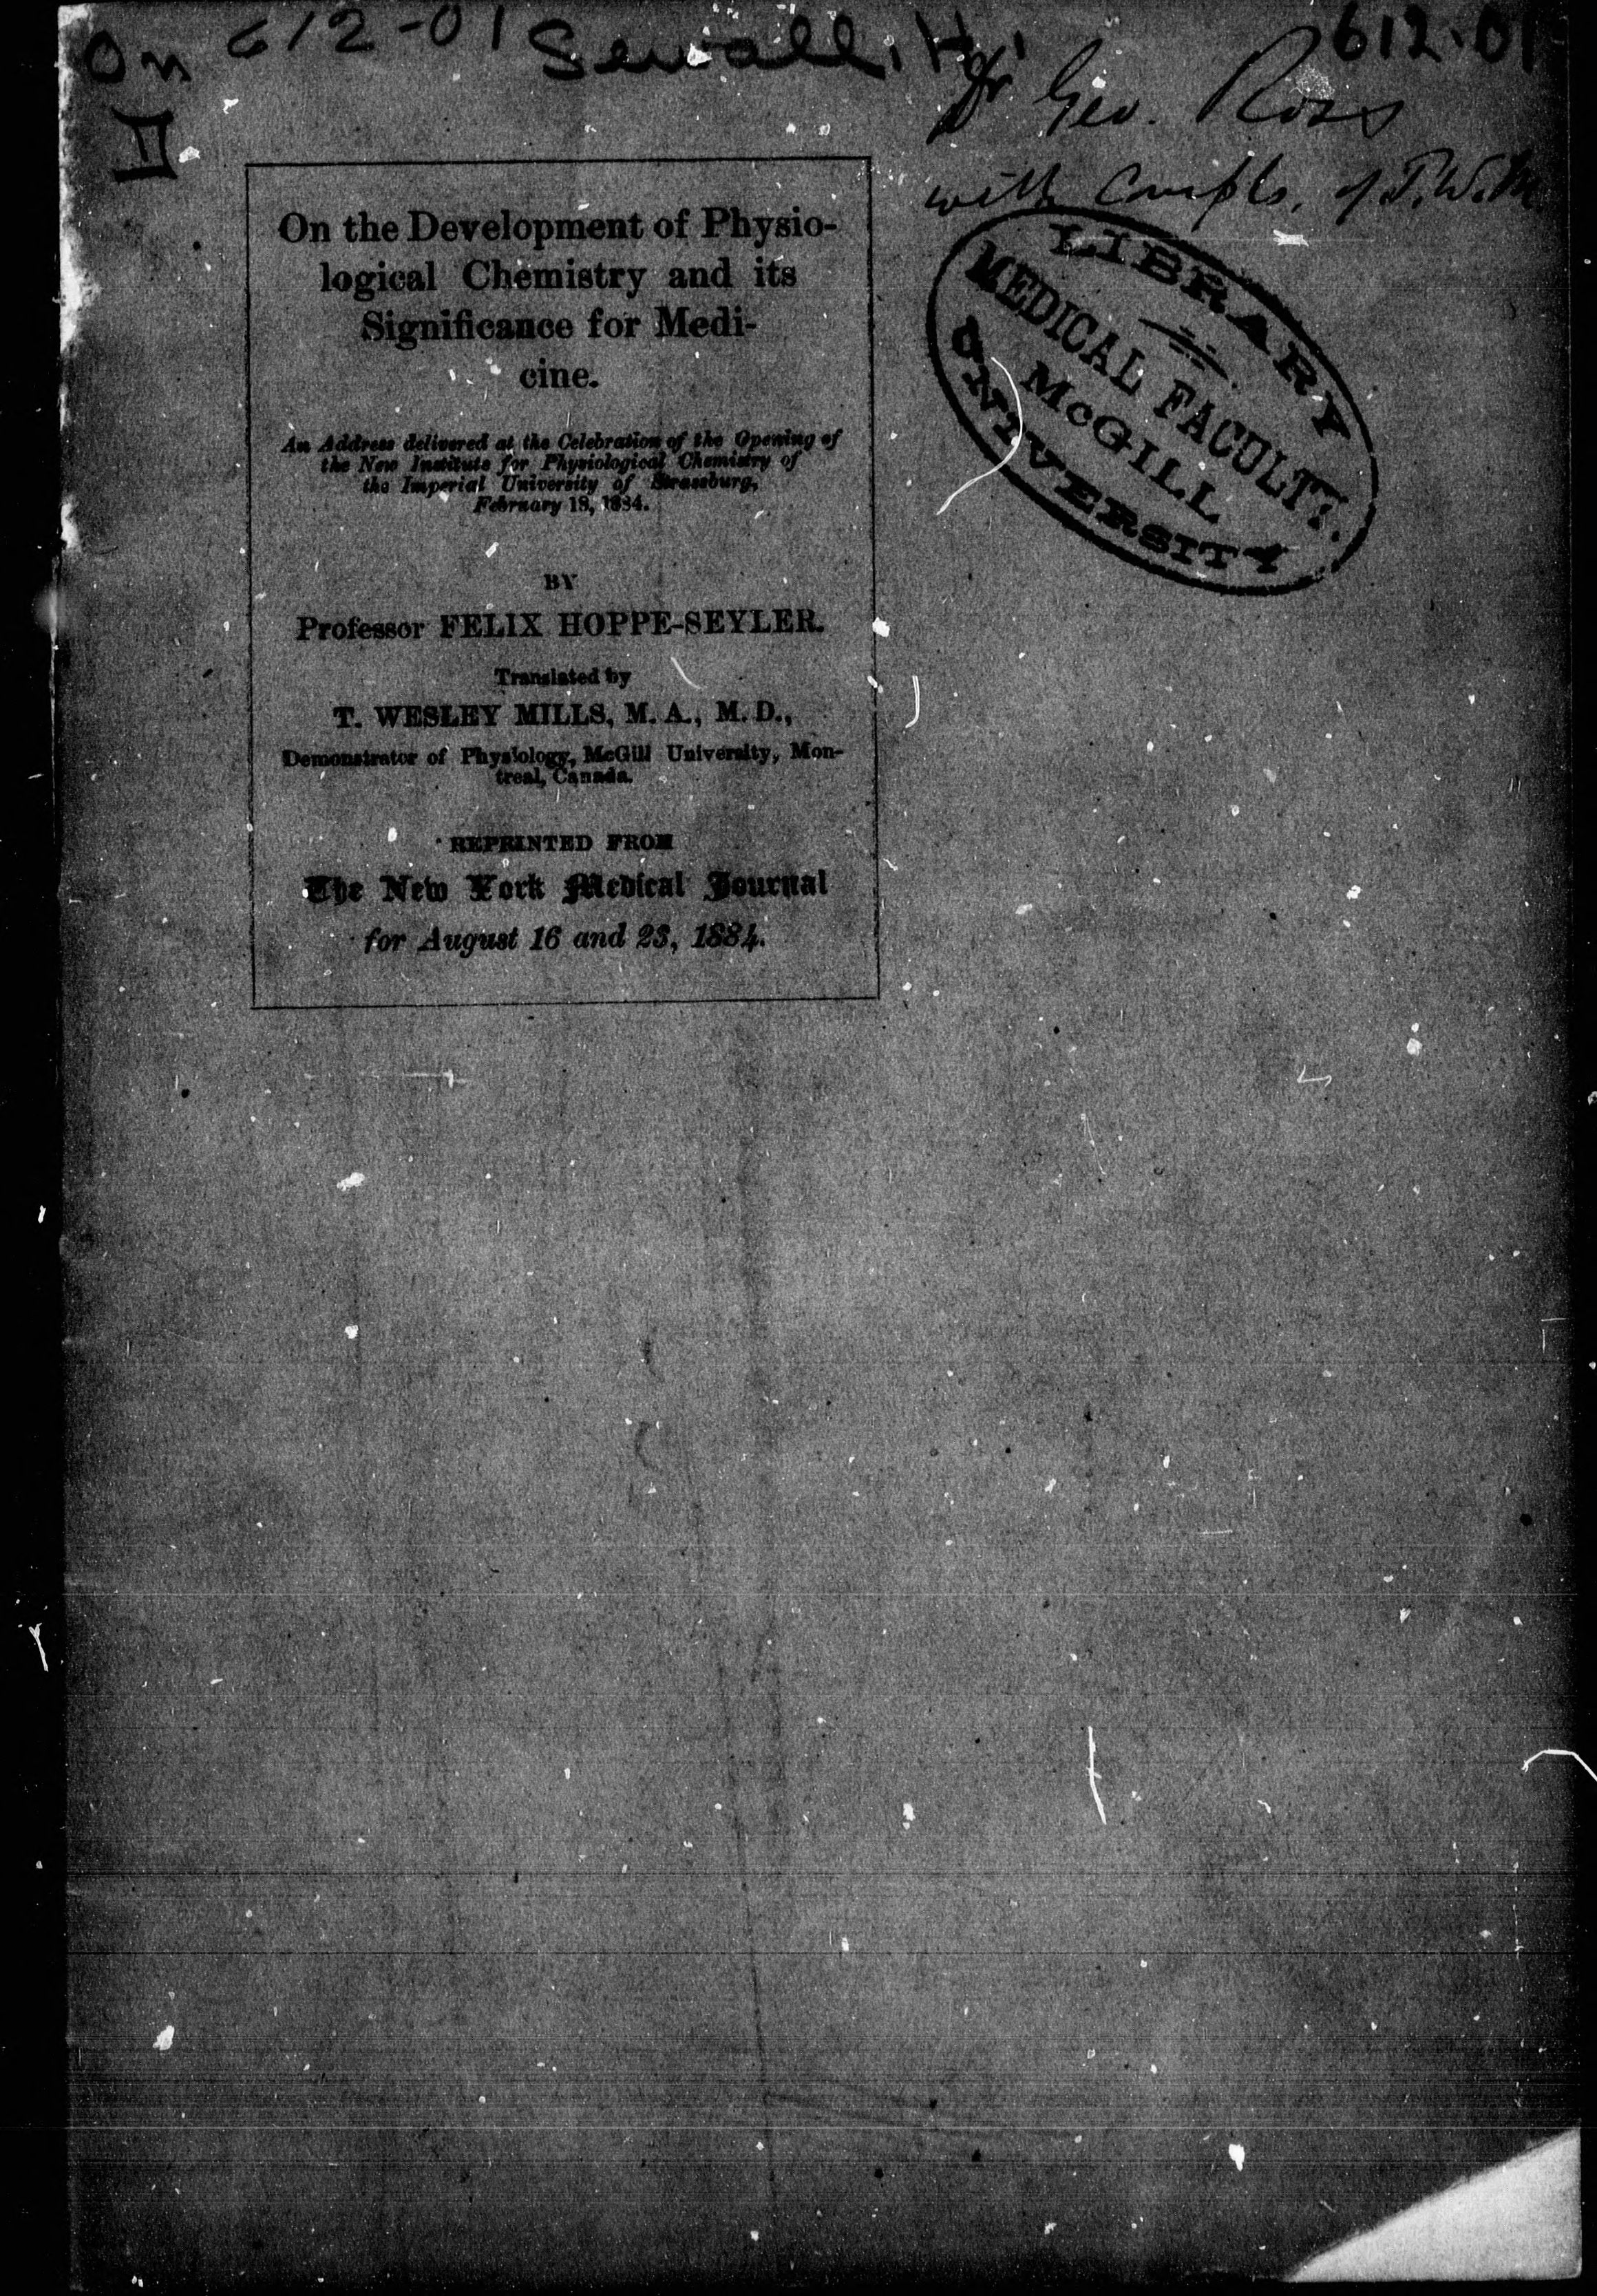 On 612-01 Sewall, H. 612.01
II
Dr Geo. Ross
with Compls. of T.W.M
On the Development of Physio-
logical Chemistry and its
Significance for Medi-
cine.
An Address delivered at the Celebration of the Opening of
the New Institute for Physiological Chemistry of
the Imperial University of Strassburg,
February 18, 1884.
BY
Professor FELIX HOPPE-SEYLER.
Translated by
T. WESLEY MILLS, M. A., M. D.,
Demonstrator of Physiology, McGill University, Mon-
treal, Canada.
REPRINTED FROM
The New York Medical Journal
for August 16 and 23, 1884.
LIBRARY
MEDICAL FACULTY.
McGILL
UNIVERSITY